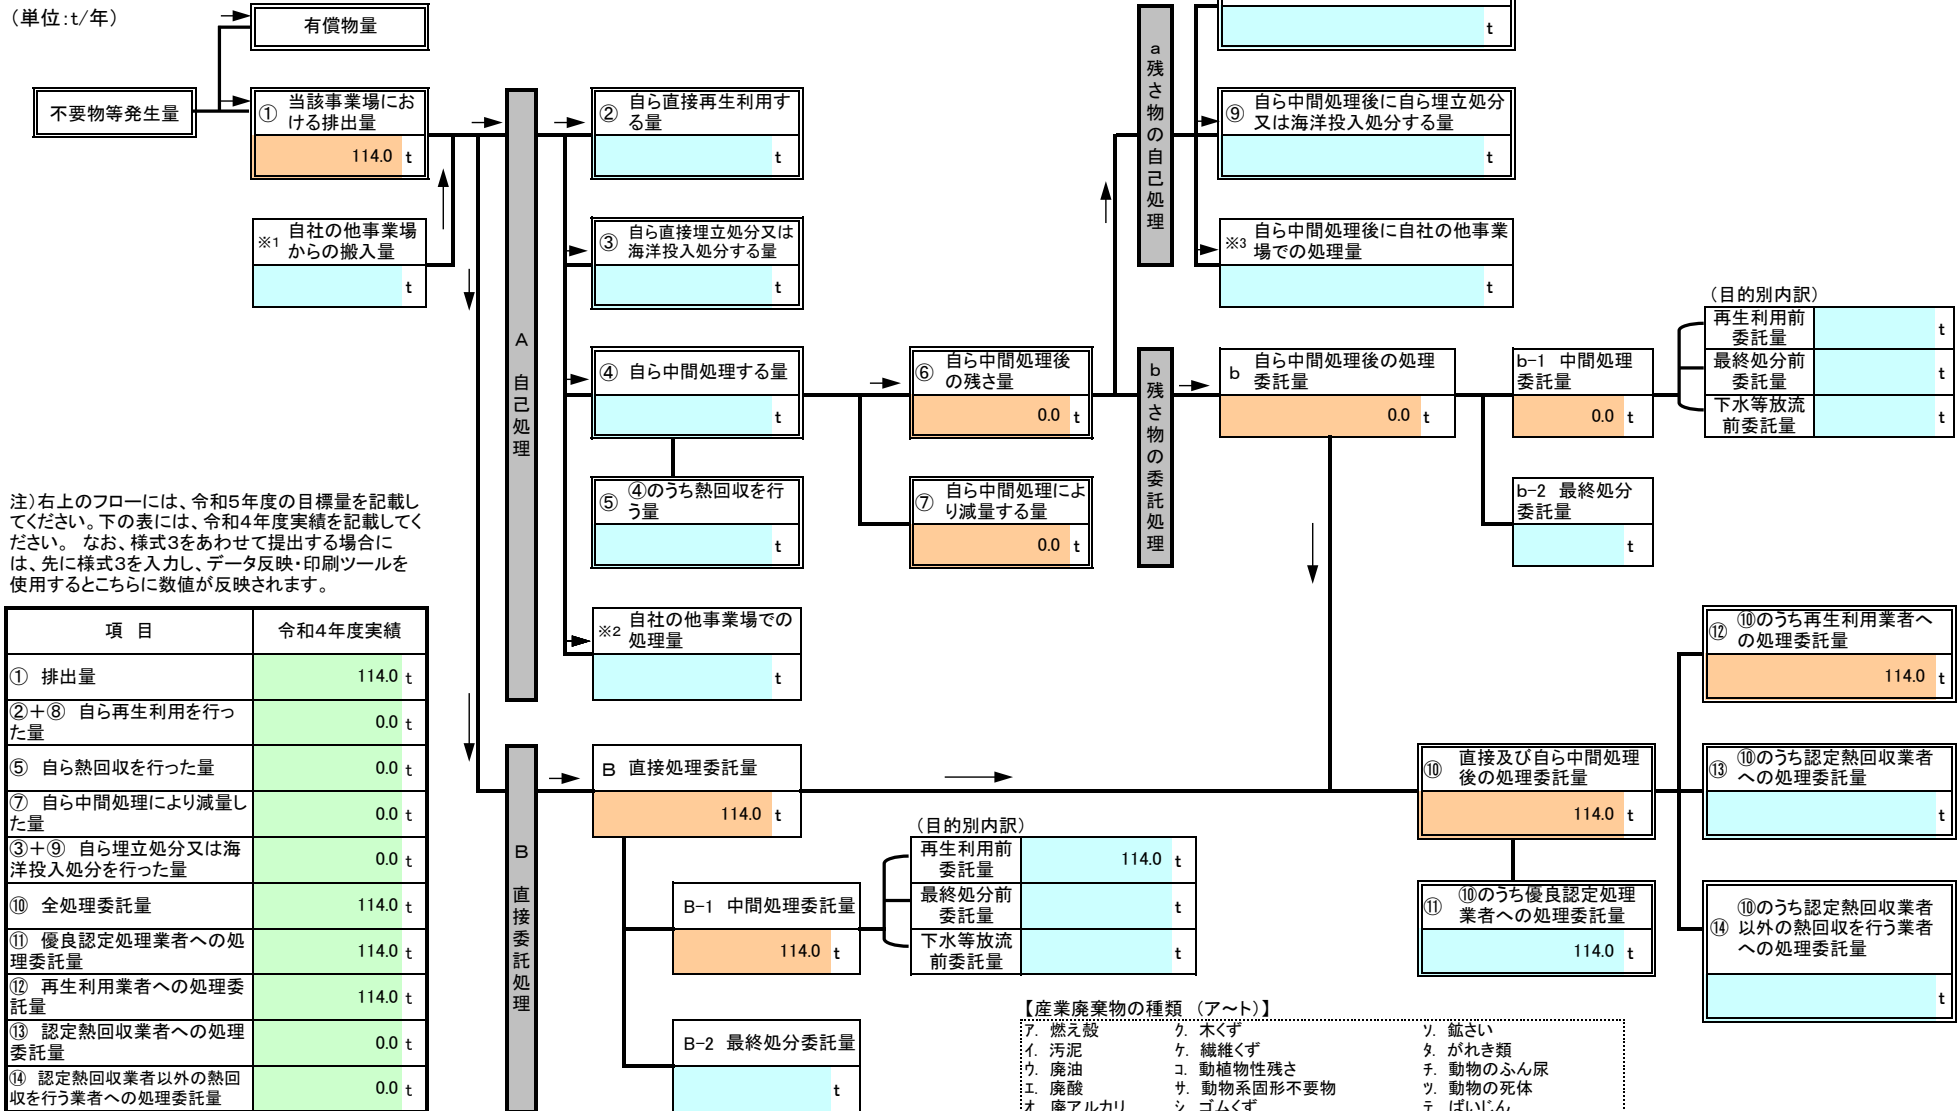 (単位:t/年)
有償物量
t
不要物等発生量
① 当該事業場にお
ける排出量
114.0 t
② 自ら直接再生利用す
る量
t
a 残さ物の自己処理
⑨ 自ら中間処理後に自ら埋立処分
又は海洋投入処分する量
t
※1 自社の他事業場
からの搬入量
t
③ 自ら直接埋立処分又は
海洋投入処分する量
t
※3 自ら中間処理後に自社の他事業
場での処理量
t
A 自己処理
④ 自ら中間処理する量
t
⑥ 自ら中間処理後
の残さ量
0.0 t
b 残さ物の委託処理
b 自ら中間処理後の処理
委託量
0.0 t
b-1 中間処理
委託量
0.0 t
(目的別内訳)
再生利用前
委託量
t
最終処分前
委託量
t
下水等放流
前委託量
t
⑤ ④のうち熱回収を行
う量
t
⑦ 自ら中間処理によ
り減量する量
0.0 t
b-2 最終処分
委託量
t
注)右上のフローには、令和5年度の目標量を記載し
てください。下の表には、令和4年度実績を記載してく
ださい。 なお、様式3をあわせて提出する場合に
は、先に様式3を入力し、データ反映・印刷ツールを
使用するとこちらに数値が反映されます。
※2 自社の他事業場での
処理量
t
項 目 令和4年度実績
① 排出量 114.0 t
②+⑧ 自ら再生利用を行っ
た量 0.0 t
⑤ 自ら熱回収を行った量 0.0 t
⑦ 自ら中間処理により減量し
た量 0.0 t
③+⑨ 自ら埋立処分又は海
洋投入処分を行った量 0.0 t
⑩ 全処理委託量 114.0 t
⑪ 優良認定処理業者への処
理委託量 114.0 t
⑫ 再生利用業者への処理委
託量 114.0 t
⑬ 認定熱回収業者への処理
委託量 0.0 t
⑭ 認定熱回収業者以外の熱回
収を行う業者への処理委託量 0.0 t
B 直接委託処理
B 直接処理委託量
114.0 t
B-1 中間処理委託量
114.0 t
(目的別内訳)
再生利用前
委託量
114.0 t
最終処分前
委託量
t
下水等放流
前委託量
t
B-2 最終処分委託量
t
⑩ 直接及び自ら中間処理
後の処理委託量
114.0 t
⑪ ⑩のうち優良認定処理
業者への処理委託量
114.0 t
⑫ ⑩のうち再生利用業者へ
の処理委託量
114.0 t
⑬ ⑩のうち認定熱回収業者
への処理委託量
t
⑭ ⑩のうち認定熱回収業者
以外の熱回収を行う業者
への処理委託量
t
【産業廃棄物の種類 (ア~ト)】
ア. 燃え殻 ク. 木くず ソ. 鉱さい
イ. 汚泥 ケ. 繊維くず タ. がれき類
ウ. 廃油 コ. 動植物性残さ チ. 動物のふん尿
エ. 廃酸 サ. 動物系固形不要物 ツ. 動物の死体
オ. 廃アルカリ シ. ゴムくず テ. ばいじん